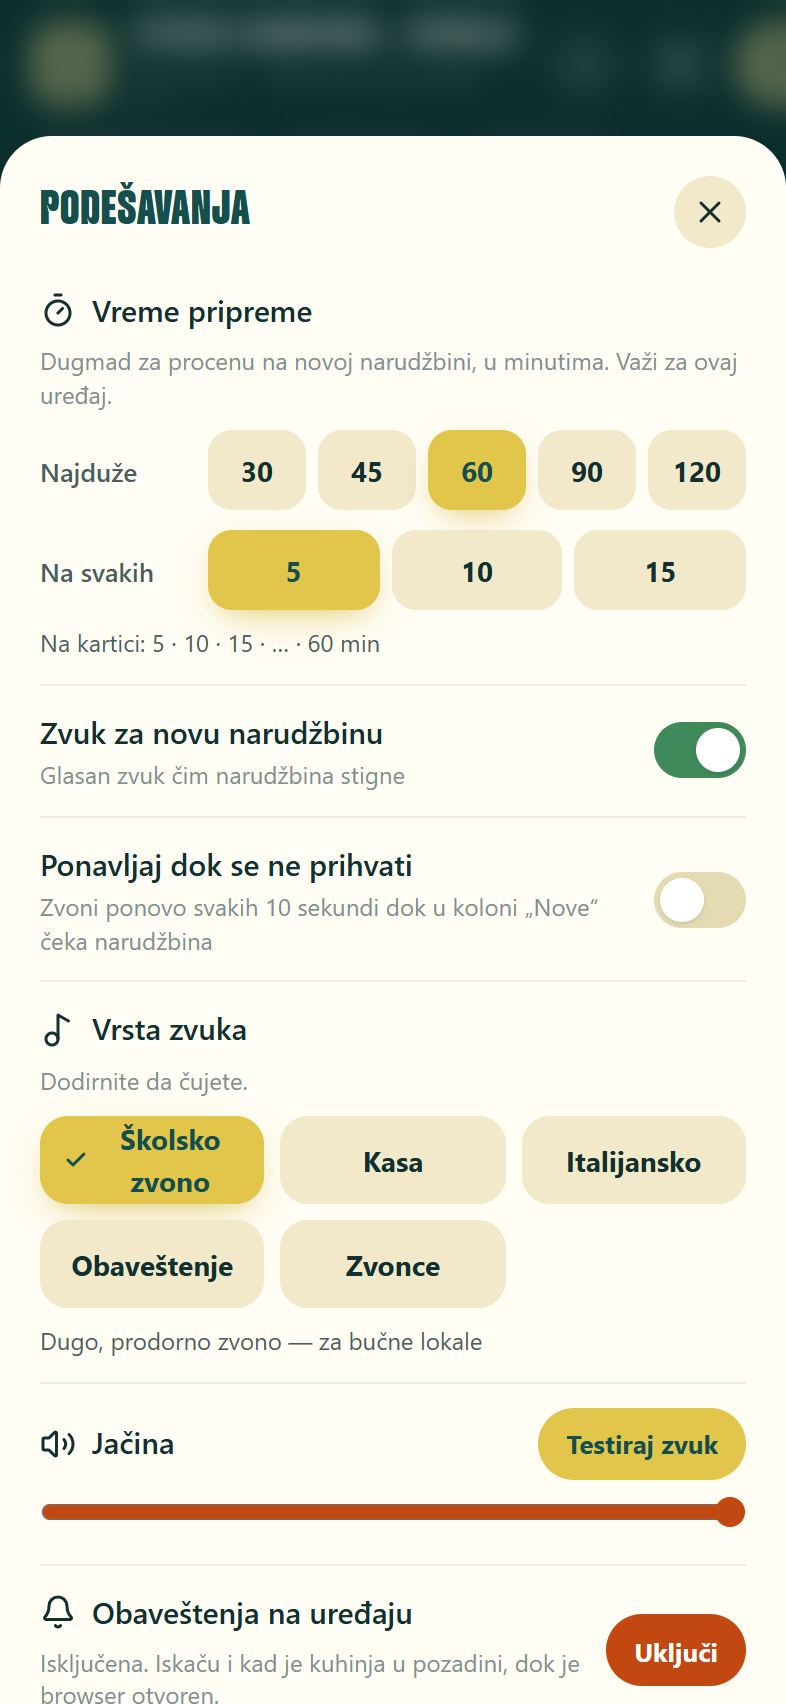 PODEŠAVANJA
Vreme pripreme
Dugmad za procenu na novoj narudžbini, u minutima. Važi za ovaj
uređaj.
Najduže 30 45 60 90 120
Na svakih 5 10 15
Na kartici: 5 · 10 · 15 · … · 60 min
Zvuk za novu narudžbinu
Glasan zvuk čim narudžbina stigne
Ponavljaj dok se ne prihvati
Zvoni ponovo svakih 10 sekundi dok u koloni „Nove“
čeka narudžbina
Vrsta zvuka
Dodirnite da čujete.
Školsko
zvono
Kasa
Italijansko
Obaveštenje
Zvonce
Dugo, prodorno zvono — za bučne lokale
Jačina
Testiraj zvuk
Obaveštenja na uređaju
Uključi
Isključena. Iskaču i kad je kuhinja u pozadini, dok je
browser otvoren.